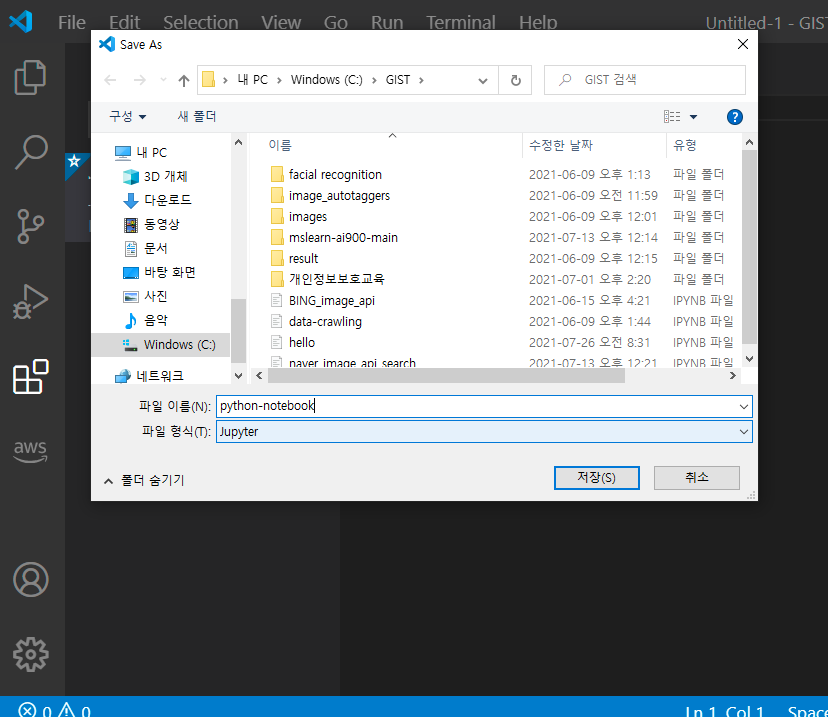 File Edit Selection View Go Run Terminal Help Untitled-1 - GIS
Save As
내 PC Windows (C:) GIST GIST 검색
구성 새 폴더
이름 수정한 날짜 유형
내 PC
3D 개체
다운로드
동영상
문서
바탕 화면
사진
음악
Windows (C:)
네트워크
facial recognition 2021-06-09 오후 1:13 파일 폴더
image_autotaggers 2021-06-09 오전 11:59 파일 폴더
images 2021-06-09 오후 12:01 파일 폴더
mslearn-ai900-main 2021-07-13 오후 12:14 파일 폴더
result 2021-06-09 오후 12:15 파일 폴더
개인정보보호교육 2021-07-01 오후 2:20 파일 폴더
BING_image_api 2021-06-15 오후 4:21 IPYNB 파일
data-crawling 2021-06-09 오후 1:44 IPYNB 파일
hello 2021-07-26 오전 8:31 IPYNB 파일
naver_image_api_search 2021-07-13 오후 12:21 IPYNB 파일
파일 이름(N): python-notebook
파일 형식(T): Jupyter
폴더 숨기기 저장(S) 취소
aws
0 0 Ln 1, Col 1 Space